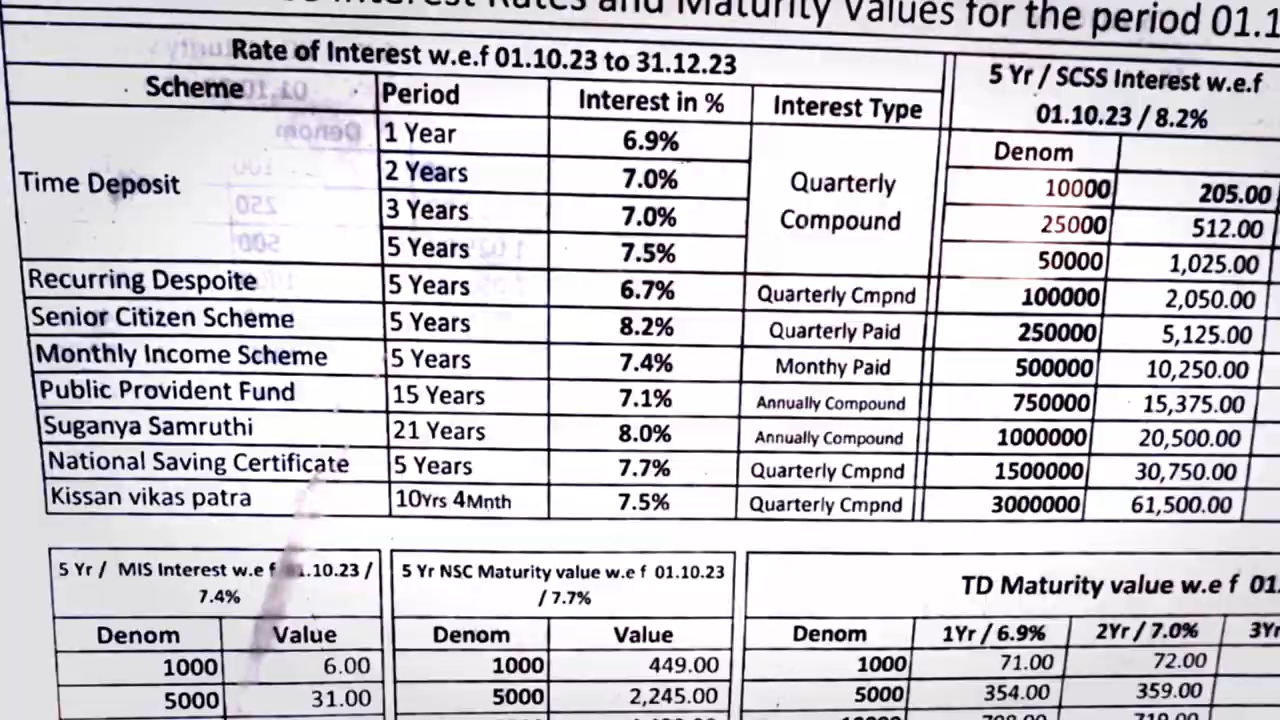 Interest Rates and Maturity Values for the period 01.1
Rate of Interest w.e.f 01.10.23 to 31.12.23
Scheme Period Interest in % Interest Type
Time Deposit 1 Year 6.9% Quarterly Compound
2 Years 7.0%
3 Years 7.0%
5 Years 7.5%
Recurring Despoite 5 Years 6.7% Quarterly Cmpnd
Senior Citizen Scheme 5 Years 8.2% Quarterly Paid
Monthly Income Scheme 5 Years 7.4% Monthy Paid
Public Provident Fund 15 Years 7.1% Annually Compound
Suganya Samruthi 21 Years 8.0% Annually Compound
National Saving Certificate 5 Years 7.7% Quarterly Cmpnd
Kissan vikas patra 10Yrs 4Mnth 7.5% Quarterly Cmpnd
5 Yr / SCSS Interest w.e.f
01.10.23 / 8.2%
Denom
10000 205.00
25000 512.00
50000 1,025.00
100000 2,050.00
250000 5,125.00
500000 10,250.00
750000 15,375.00
1000000 20,500.00
1500000 30,750.00
3000000 61,500.00
5 Yr / MIS Interest w.e f .10.23 /
7.4%
Denom Value
1000 6.00
5000 31.00
5 Yr NSC Maturity value w.e f 01.10.23
/ 7.7%
Denom Value
1000 449.00
5000 2,245.00
TD Maturity value w.e f 01.
Denom 1Yr / 6.9% 2Yr / 7.0% 3Yr
1000 71.00 72.00
5000 354.00 359.00